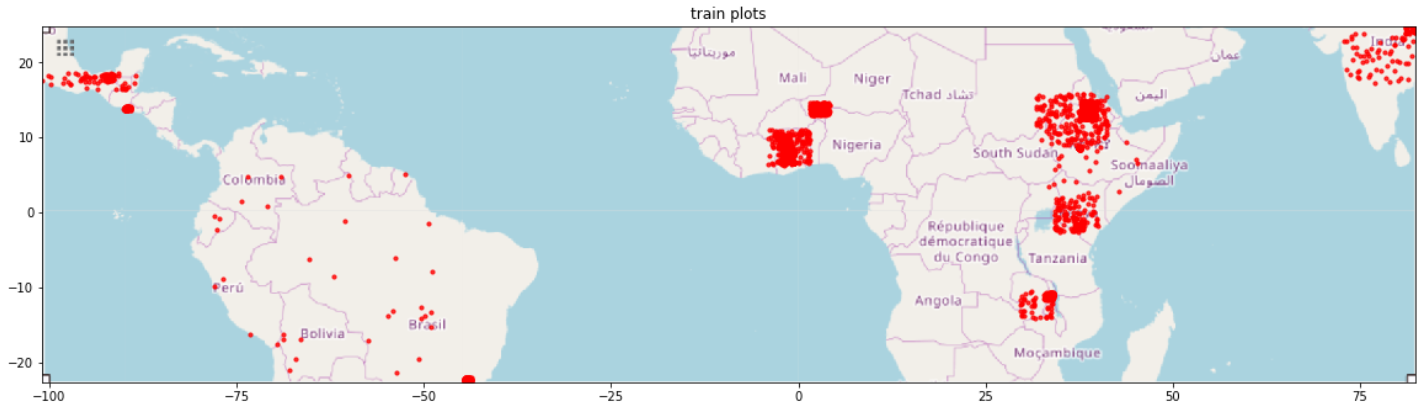 train plots
موريتانيا
Mali
Niger
Tchad تشاد
India
عمان
اليمن
Nigeria
South Sudan
Soomaaliya
الصومال
Colombia
République
démocratique
du Congo
Tanzania
Perú
Angola
Brasil
Bolivia
Moçambique
20
10
0
−10
−20
−100
−75
−50
−25
0
25
50
75